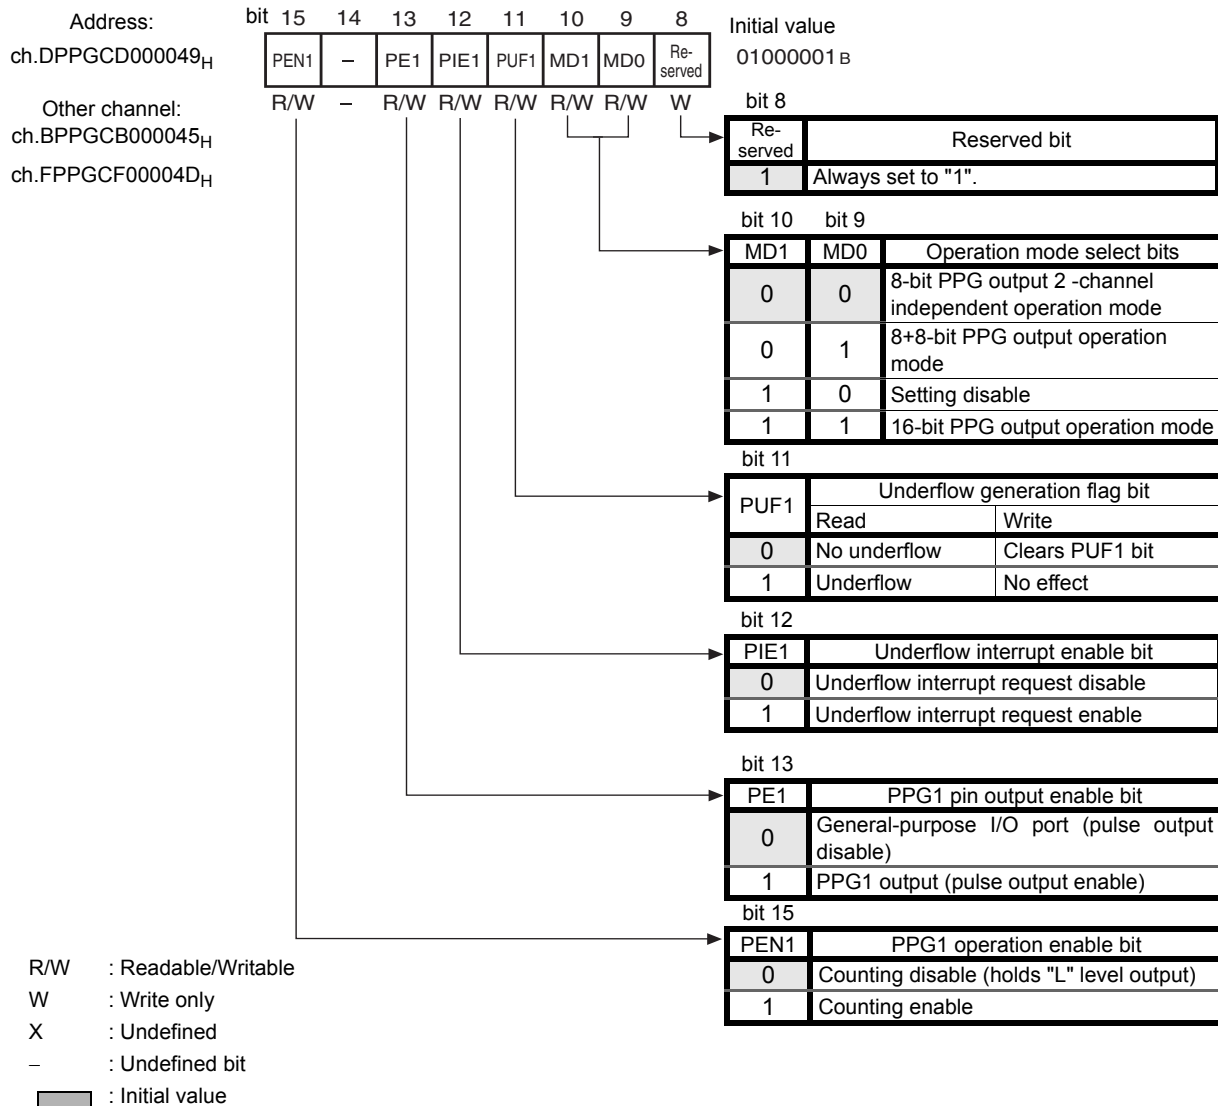 Address:
ch.DPPGCD000049H
Other channel:
ch.BPPGCB000045H
ch.FPPGCF00004DH
bit 15 14 13 12 11 10 9 8
PEN1 – PE1 PIE1 PUF1 MD1 MD0 Re-served
R/W – R/W R/W R/W R/W R/W W
Initial value
01000001 B
bit 8
Re-served Reserved bit
1 Always set to "1".
bit 10 bit 9
MD1 MD0 Operation mode select bits
0 0 8-bit PPG output 2 -channel
independent operation mode
0 1 8+8-bit PPG output operation
mode
1 0 Setting disable
1 1 16-bit PPG output operation mode
bit 11
PUF1 Underflow generation flag bit
Read Write
0 No underflow Clears PUF1 bit
1 Underflow No effect
bit 12
PIE1 Underflow interrupt enable bit
0 Underflow interrupt request disable
1 Underflow interrupt request enable
bit 13
PE1 PPG1 pin output enable bit
0 General-purpose I/O port (pulse output
disable)
1 PPG1 output (pulse output enable)
bit 15
PEN1 PPG1 operation enable bit
0 Counting disable (holds "L" level output)
1 Counting enable
R/W : Readable/Writable
W : Write only
X : Undefined
– : Undefined bit
: Initial value